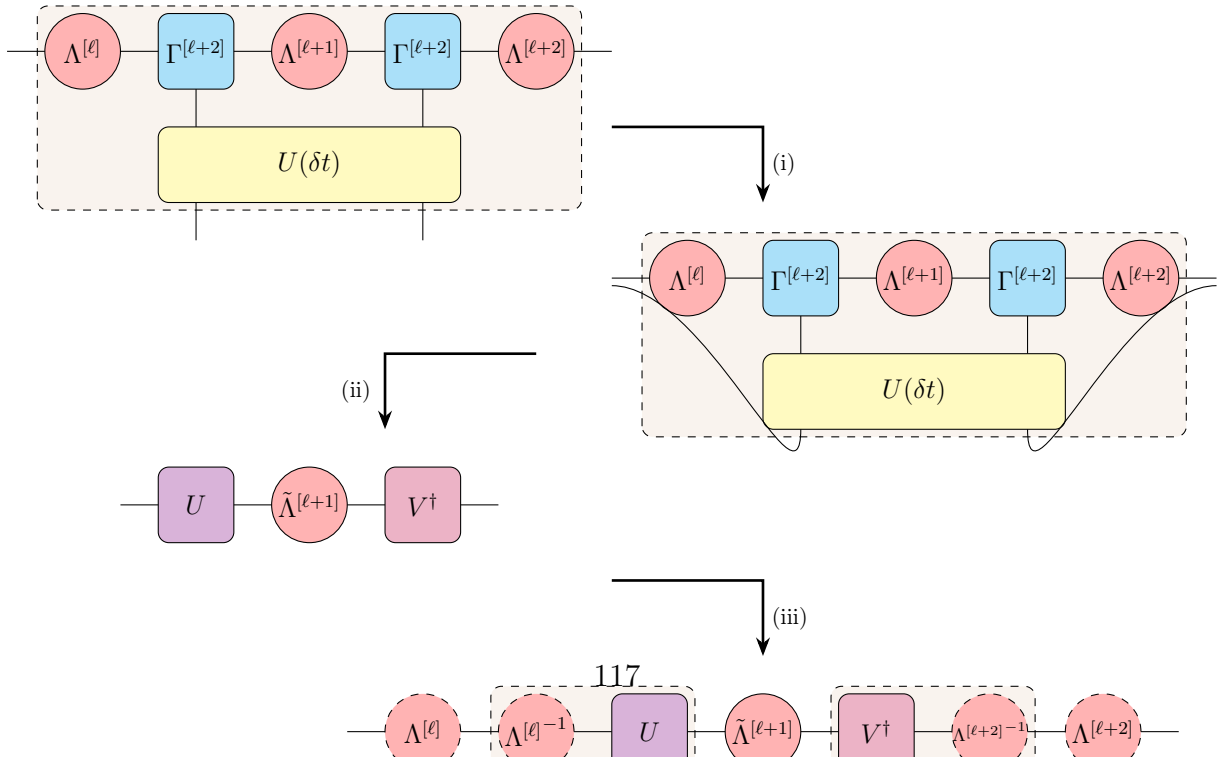 Λ^[ℓ] Γ^[ℓ+2] Λ^[ℓ+1] Γ^[ℓ+2] Λ^[ℓ+2]
U(δt)
(i)
Λ^[ℓ] Γ^[ℓ+2] Λ^[ℓ+1] Γ^[ℓ+2] Λ^[ℓ+2]
U(δt)
(ii)
U Λ̃^[ℓ+1] V^†
(iii)
117
Λ^[ℓ] Λ^[ℓ]^−1 U Λ̃^[ℓ+1] V^† Λ^[ℓ+2]^−1 Λ^[ℓ+2]